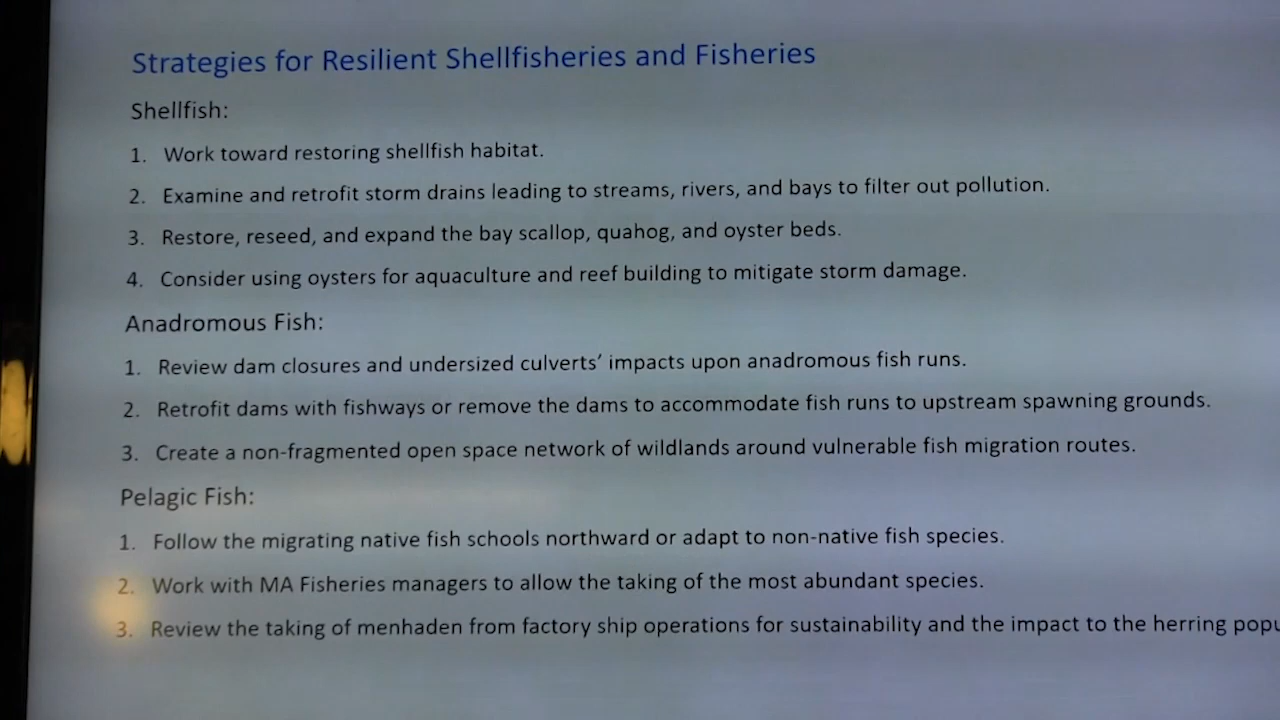 Strategies for Resilient Shellfisheries and Fisheries
Shellfish:
1. Work toward restoring shellfish habitat.
2. Examine and retrofit storm drains leading to streams, rivers, and bays to filter out pollution.
3. Restore, reseed, and expand the bay scallop, quahog, and oyster beds.
4. Consider using oysters for aquaculture and reef building to mitigate storm damage.
Anadromous Fish:
1. Review dam closures and undersized culverts’ impacts upon anadromous fish runs.
2. Retrofit dams with fishways or remove the dams to accommodate fish runs to upstream spawning grounds.
3. Create a non-fragmented open space network of wildlands around vulnerable fish migration routes.
Pelagic Fish:
1. Follow the migrating native fish schools northward or adapt to non-native fish species.
2. Work with MA Fisheries managers to allow the taking of the most abundant species.
3. Review the taking of menhaden from factory ship operations for sustainability and the impact to the herring